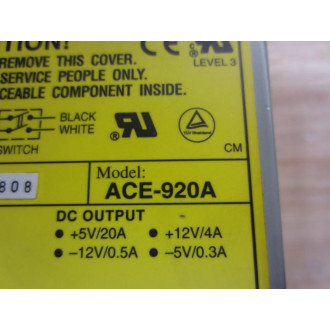 TION!
REMOVE THIS COVER.
SERVICE PEOPLE ONLY.
CEABLE COMPONENT INSIDE.
LEVEL 3
BLACK
WHITE
SWITCH
CM
808
Model:
ACE-920A
DC OUTPUT
• +5V/20A • +12V/4A
• –12V/0.5A • –5V/0.3A